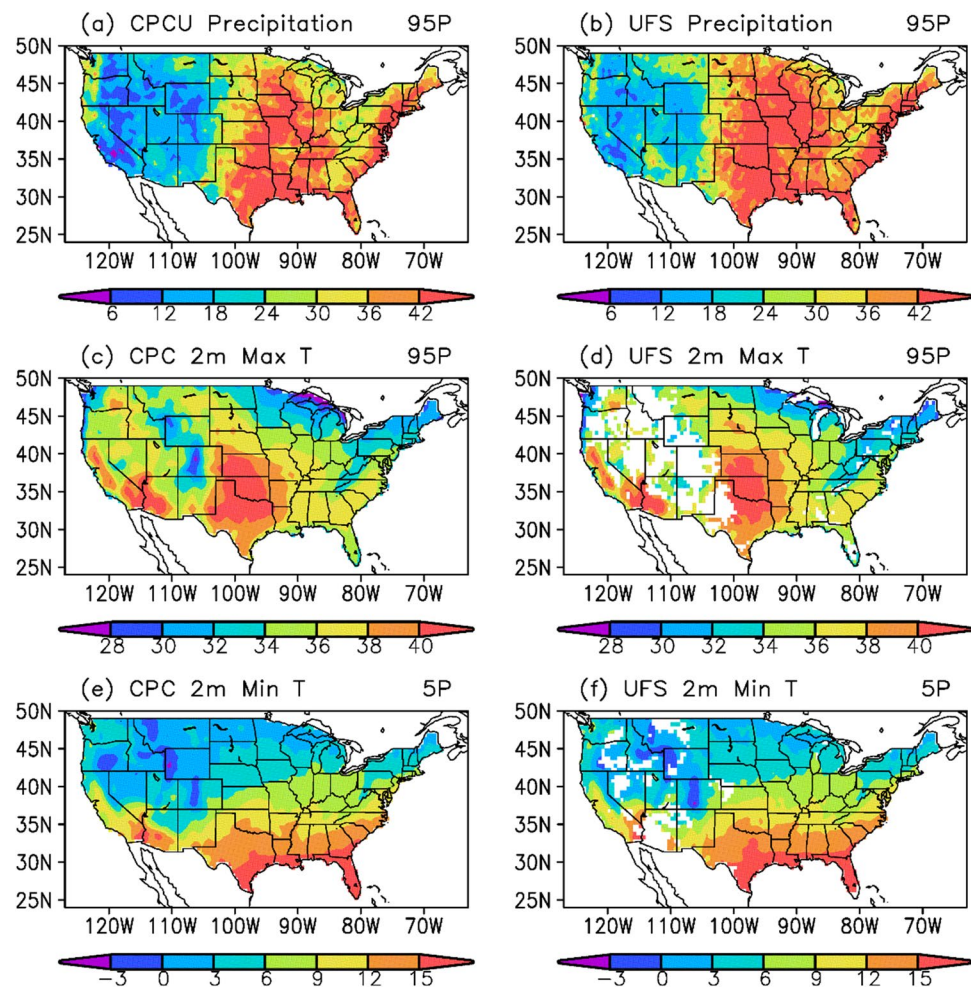 (a) CPCU Precipitation 95P
(b) UFS Precipitation 95P
50N
45N
40N
35N
30N
25N
120W 110W 100W 90W 80W 70W
6 12 18 24 30 36 42
50N
45N
40N
35N
30N
25N
120W 110W 100W 90W 80W 70W
6 12 18 24 30 36 42
(c) CPC 2m Max T 95P
(d) UFS 2m Max T 95P
50N
45N
40N
35N
30N
25N
120W 110W 100W 90W 80W 70W
28 30 32 34 36 38 40
50N
45N
40N
35N
30N
25N
120W 110W 100W 90W 80W 70W
28 30 32 34 36 38 40
(e) CPC 2m Min T 5P
(f) UFS 2m Min T 5P
50N
45N
40N
35N
30N
25N
120W 110W 100W 90W 80W 70W
−3 0 3 6 9 12 15
50N
45N
40N
35N
30N
25N
120W 110W 100W 90W 80W 70W
−3 0 3 6 9 12 15